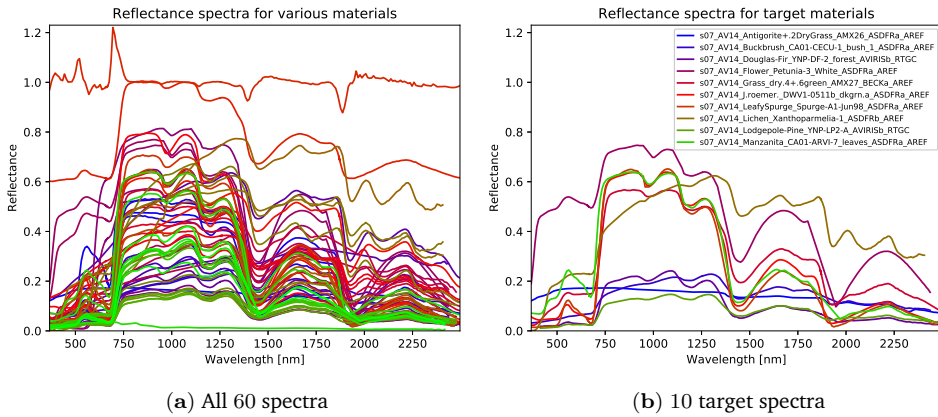 Reflectance spectra for various materials
1.2
1.0
0.8
0.6
0.4
0.2
0.0
Reflectance
500 750 1000 1250 1500 1750 2000 2250
Wavelength [nm]
(a) All 60 spectra
Reflectance spectra for target materials
s07_AV14_Antigorite+.2DryGrass_AMX26_ASDFRa_AREF
s07_AV14_Buckbrush_CA01-CECU-1_bush_1_ASDFRa_AREF
s07_AV14_Douglas-Fir_YNP-DF-2_forest_AVIRISb_RTGC
s07_AV14_Flower_Petunia-3_White_ASDFRa_AREF
s07_AV14_Grass_dry.4+.6green_AMX27_BECKa_AREF
s07_AV14_J.roemer._DWV1-0511b_dkgrn.a_ASDFRa_AREF
s07_AV14_LeafySpurge_Spurge-A1-Jun98_ASDFRa_AREF
s07_AV14_Lichen_Xanthoparmelia-1_ASDFRb_AREF
s07_AV14_Lodgepole-Pine_YNP-LP2-A_AVIRISb_RTGC
s07_AV14_Manzanita_CA01-ARVI-7_leaves_ASDFRa_AREF
1.2
1.0
0.8
0.6
0.4
0.2
0.0
Reflectance
500 750 1000 1250 1500 1750 2000 2250
Wavelength [nm]
(b) 10 target spectra